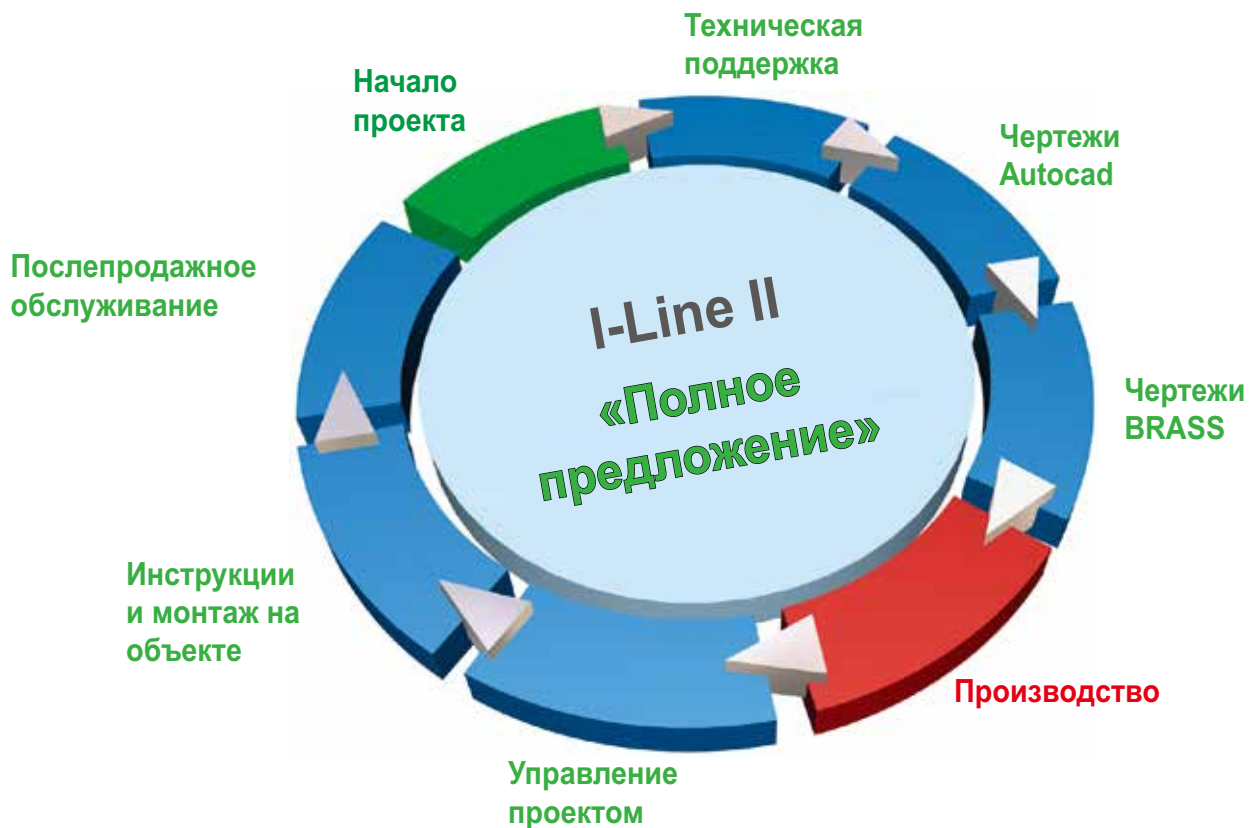 Начало
проекта
Техническая
поддержка
Чертежи
Autocad
Чертежи
BRASS
Производство
Управление
проектом
Инструкции
и монтаж на
объекте
Послепродажное
обслуживание
I-Line II
«Полное
предложение»